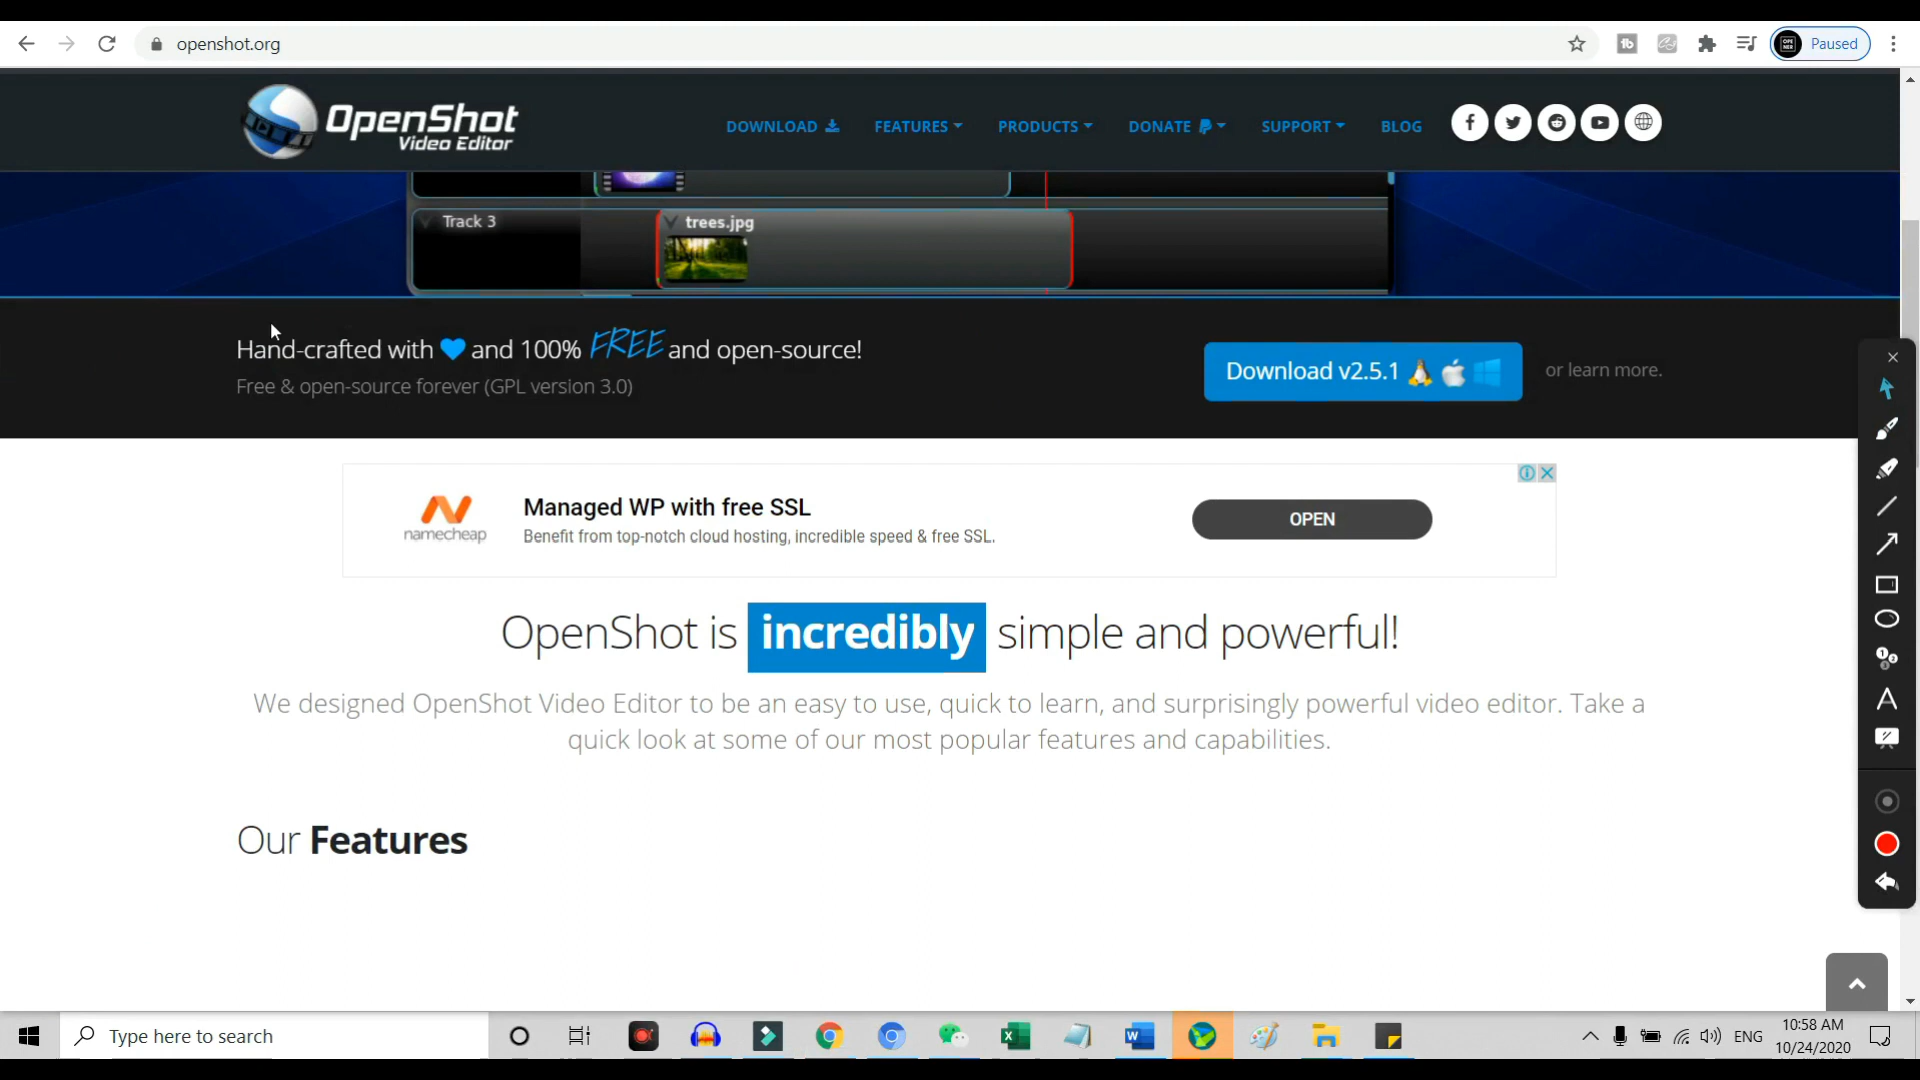 openshot.org
Paused
OpenShot
Video Editor
DOWNLOAD
FEATURES
PRODUCTS
DONATE
SUPPORT
BLOG
Track 3
trees.jpg
Hand-crafted with and 100% FREE and open-source!
Free & open-source forever (GPL version 3.0)
Download v2.5.1
or learn more.
namecheap
Managed WP with free SSL
Benefit from top-notch cloud hosting, incredible speed & free SSL.
OPEN
OpenShot is incredibly simple and powerful!
We designed OpenShot Video Editor to be an easy to use, quick to learn, and surprisingly powerful video editor. Take a
quick look at some of our most popular features and capabilities.
Our Features
Type here to search
ENG
10:58 AM
10/24/2020